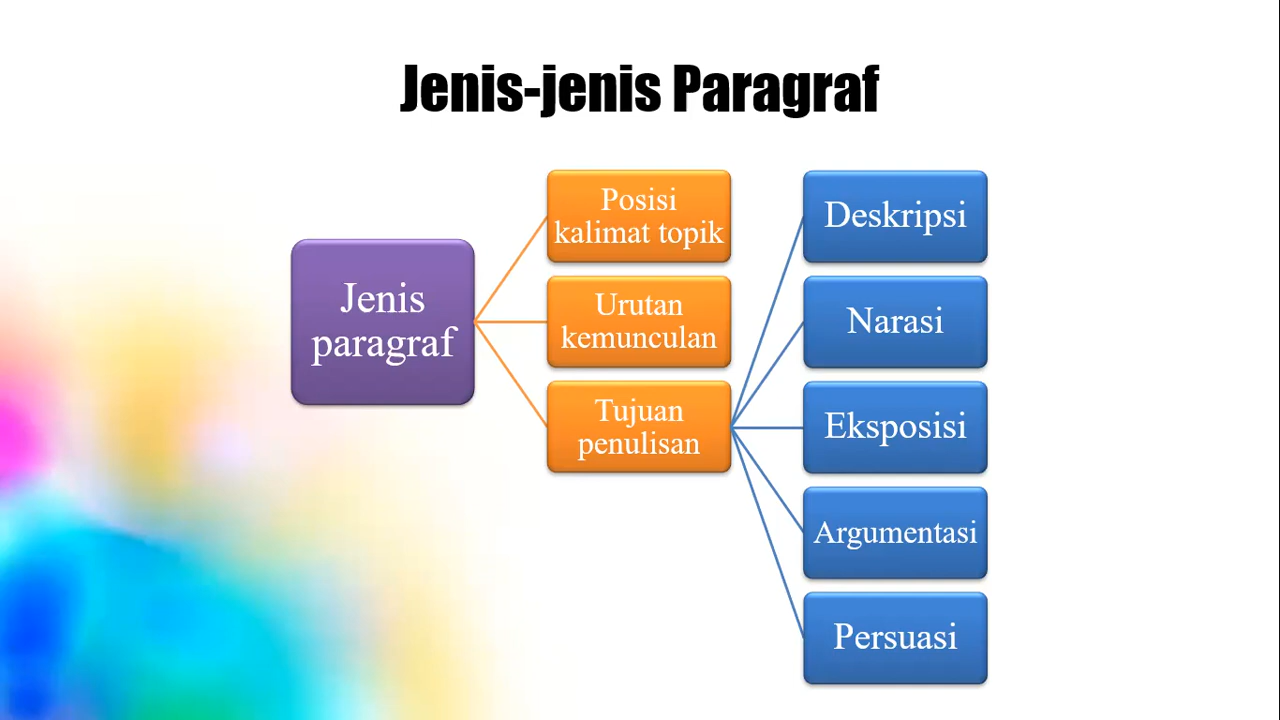 Jenis-jenis Paragraf
Jenis
paragraf
Posisi
kalimat topik
Urutan
kemunculan
Tujuan
penulisan
Deskripsi
Narasi
Eksposisi
Argumentasi
Persuasi